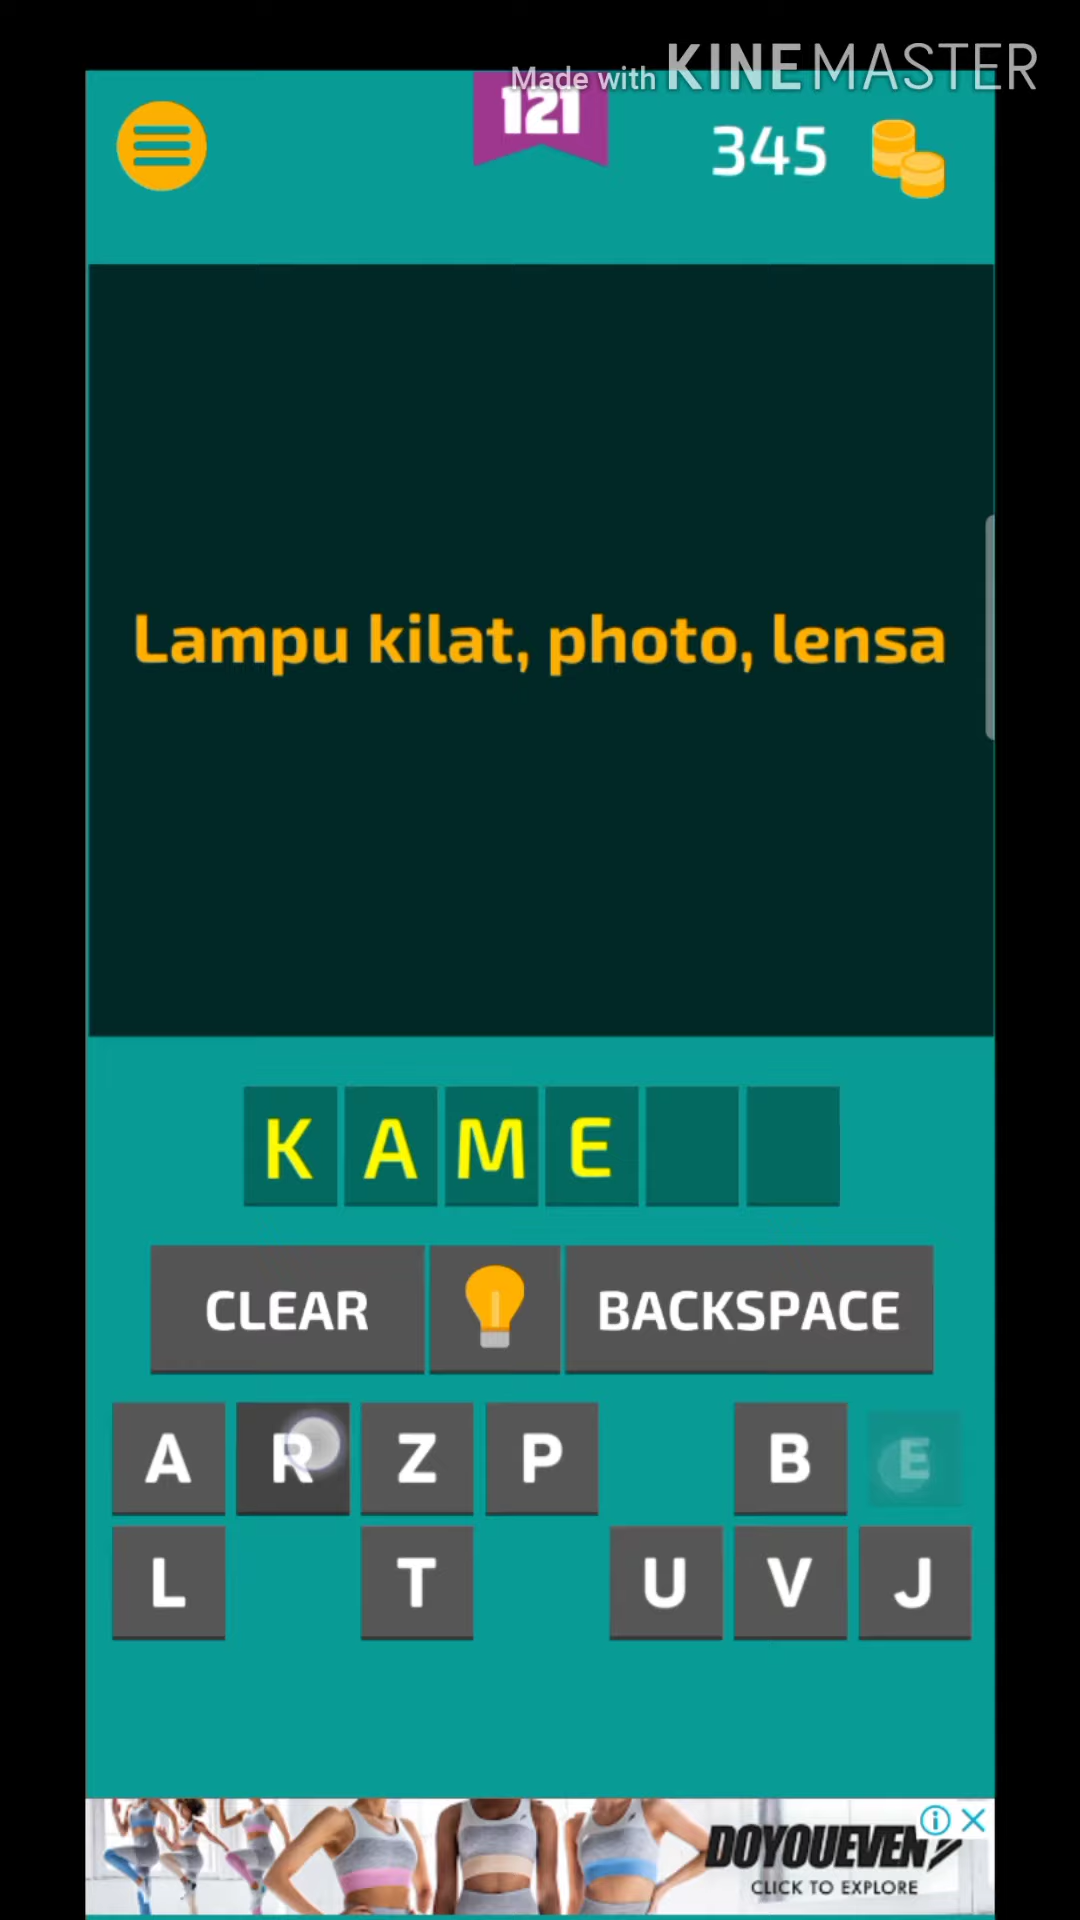 Made with KINEMASTER
121
345
Lampu kilat, photo, lensa
K A M E
CLEAR BACKSPACE
A R Z P B E
L T U V J
DOYOUEVEN
CLICK TO EXPLORE